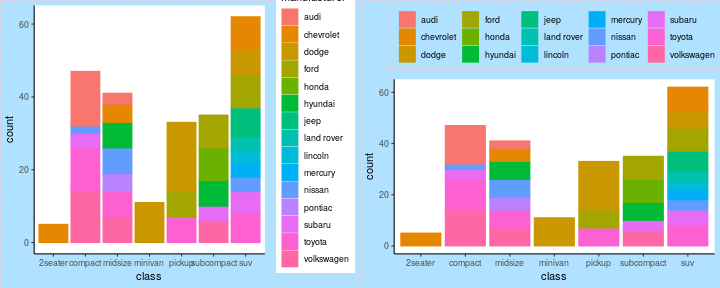 manufacturer
audi
chevrolet
dodge
ford
honda
hyundai
jeep
land rover
lincoln
mercury
nissan
pontiac
subaru
toyota
volkswagen
count
60
40
20
0
2seater compact midsize minivan pickup subcompact suv
class
audi ford jeep mercury subaru
chevrolet honda land rover nissan toyota
dodge hyundai lincoln pontiac volkswagen
count
60
40
20
0
2seater compact midsize minivan pickup subcompact suv
class